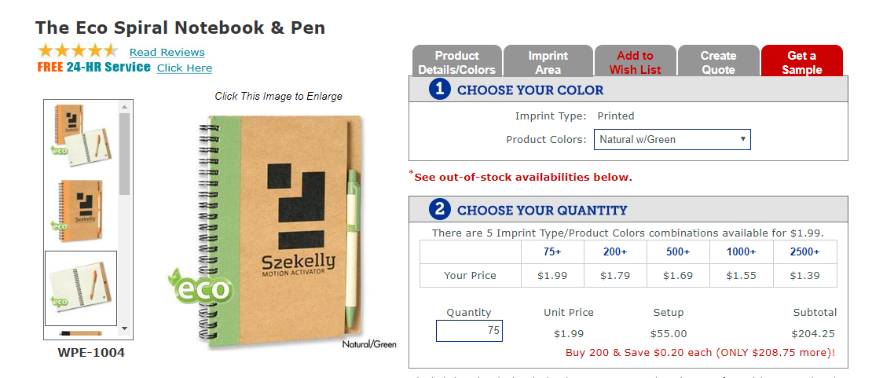 The Eco Spiral Notebook & Pen
Read Reviews
FREE 24-HR Service Click Here
Click This Image to Enlarge
eco
eco
eco
Szekelly
Szekelly
MOTION ACTIVATOR
eco
Natural/Green
WPE-1004
Product Details/Colors
Imprint Area
Add to Wish List
Create Quote
Get a Sample
1 CHOOSE YOUR COLOR
Imprint Type: Printed
Product Colors: Natural w/Green
*See out-of-stock availabilities below.
2 CHOOSE YOUR QUANTITY
There are 5 Imprint Type/Product Colors combinations available for $1.99.
75+ 200+ 500+ 1000+ 2500+
Your Price $1.99 $1.79 $1.69 $1.55 $1.39
Quantity Unit Price Setup Subtotal
75 $1.99 $55.00 $204.25
Buy 200 & Save $0.20 each (ONLY $208.75 more)!